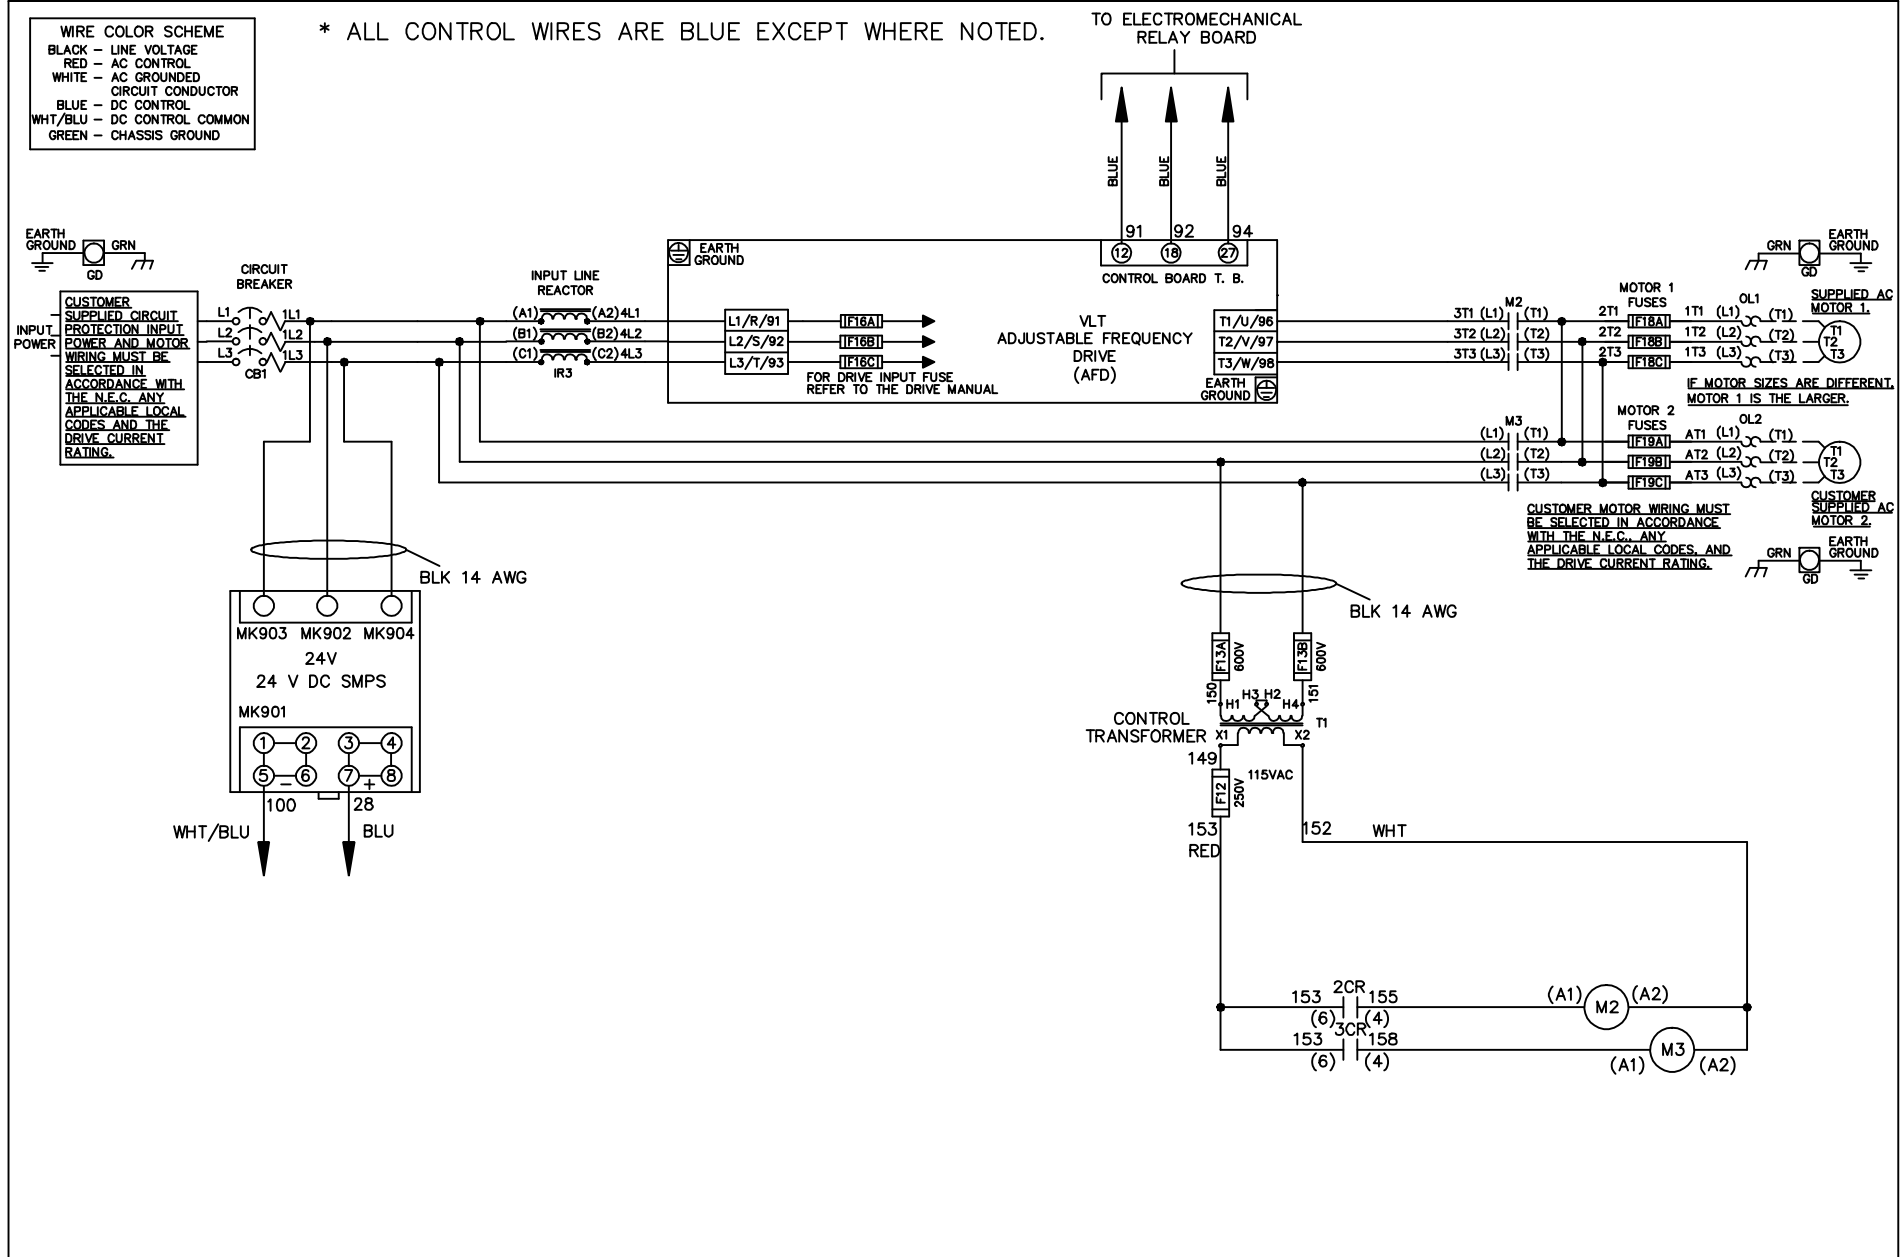 WIRE COLOR SCHEME
BLACK – LINE VOLTAGE
RED – AC CONTROL
WHITE – AC GROUNDED
CIRCUIT CONDUCTOR
BLUE – DC CONTROL
WHT/BLU – DC CONTROL COMMON
GREEN – CHASSIS GROUND
* ALL CONTROL WIRES ARE BLUE EXCEPT WHERE NOTED.
TO ELECTROMECHANICAL
RELAY BOARD
BLUE
BLUE
BLUE
91 92 94
12 18 27
CONTROL BOARD T. B.
EARTH
GROUND
GRN
GD
INPUT
POWER
CUSTOMER
SUPPLIED CIRCUIT
PROTECTION INPUT
POWER AND MOTOR
WIRING MUST BE
SELECTED IN
ACCORDANCE WITH
THE N.E.C. ANY
APPLICABLE LOCAL
CODES AND THE
DRIVE CURRENT
RATING.
CIRCUIT
BREAKER
L1 1L1
L2 1L2
L3 1L3
CB1
INPUT LINE
REACTOR
(A1) (A2) 4L1
(B1) (B2) 4L2
(C1) (C2) 4L3
IR3
EARTH
GROUND
L1/R/91
L2/S/92
L3/T/93
F16A
F16B
F16C
FOR DRIVE INPUT FUSE
REFER TO THE DRIVE MANUAL
VLT
ADJUSTABLE FREQUENCY
DRIVE
(AFD)
T1/U/96
T2/V/97
T3/W/98
EARTH
GROUND
M2
3T1 (L1) (T1)
3T2 (L2) (T2)
3T3 (L3) (T3)
MOTOR 1
FUSES
2T1 F18A 1T1 (L1) (T1)
2T2 F18B 1T2 (L2) (T2)
2T3 F18C 1T3 (L3) (T3)
OL1
GRN
GD
EARTH
GROUND
SUPPLIED AC
MOTOR 1.
T1
T2
T3
IF MOTOR SIZES ARE DIFFERENT,
MOTOR 1 IS THE LARGER.
M3
(L1) (T1)
(L2) (T2)
(L3) (T3)
MOTOR 2
FUSES
F19A AT1 (L1) (T1)
F19B AT2 (L2) (T2)
F19C AT3 (L3) (T3)
OL2
T1
T2
T3
CUSTOMER
SUPPLIED AC
MOTOR 2.
CUSTOMER MOTOR WIRING MUST
BE SELECTED IN ACCORDANCE
WITH THE N.E.C., ANY
APPLICABLE LOCAL CODES, AND
THE DRIVE CURRENT RATING.
GRN
GD
EARTH
GROUND
BLK 14 AWG
MK903 MK902 MK904
24V
24 V DC SMPS
MK901
1 2 3 4
5 – 6 7 + 8
100 28
WHT/BLU BLU
BLK 14 AWG
F13A 600V
F13B 600V
150 151
H1 H3 H2 H4
T1
CONTROL
TRANSFORMER
X1 X2
149
115VAC
F12 250V
153
RED
152 WHT
2CR
153 155
(6) (4)
(A1) M2 (A2)
3CR
153 158
(6) (4)
(A1) M3 (A2)